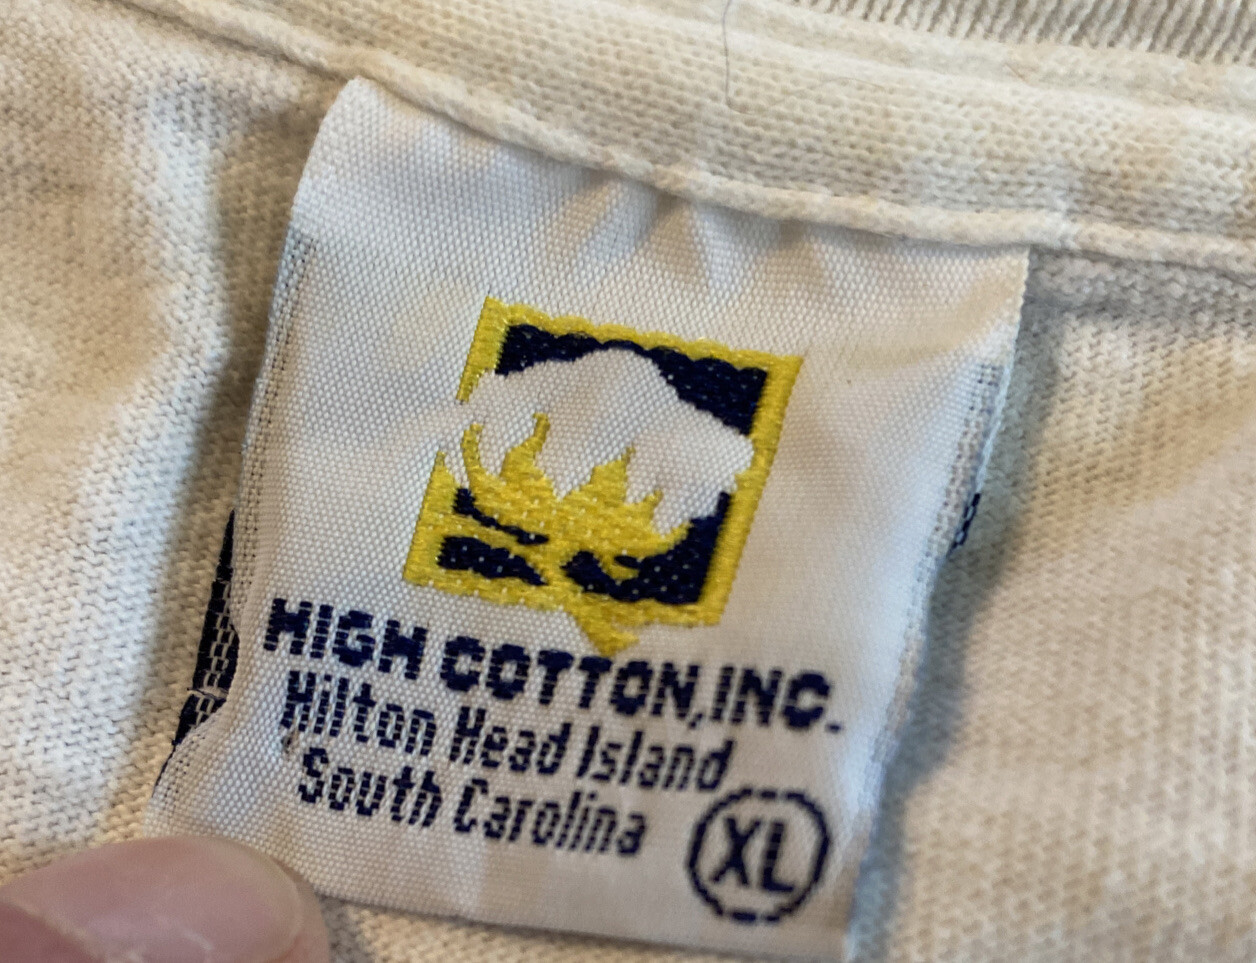 HIGH COTTON, INC.
Hilton Head Island
South Carolina
XL